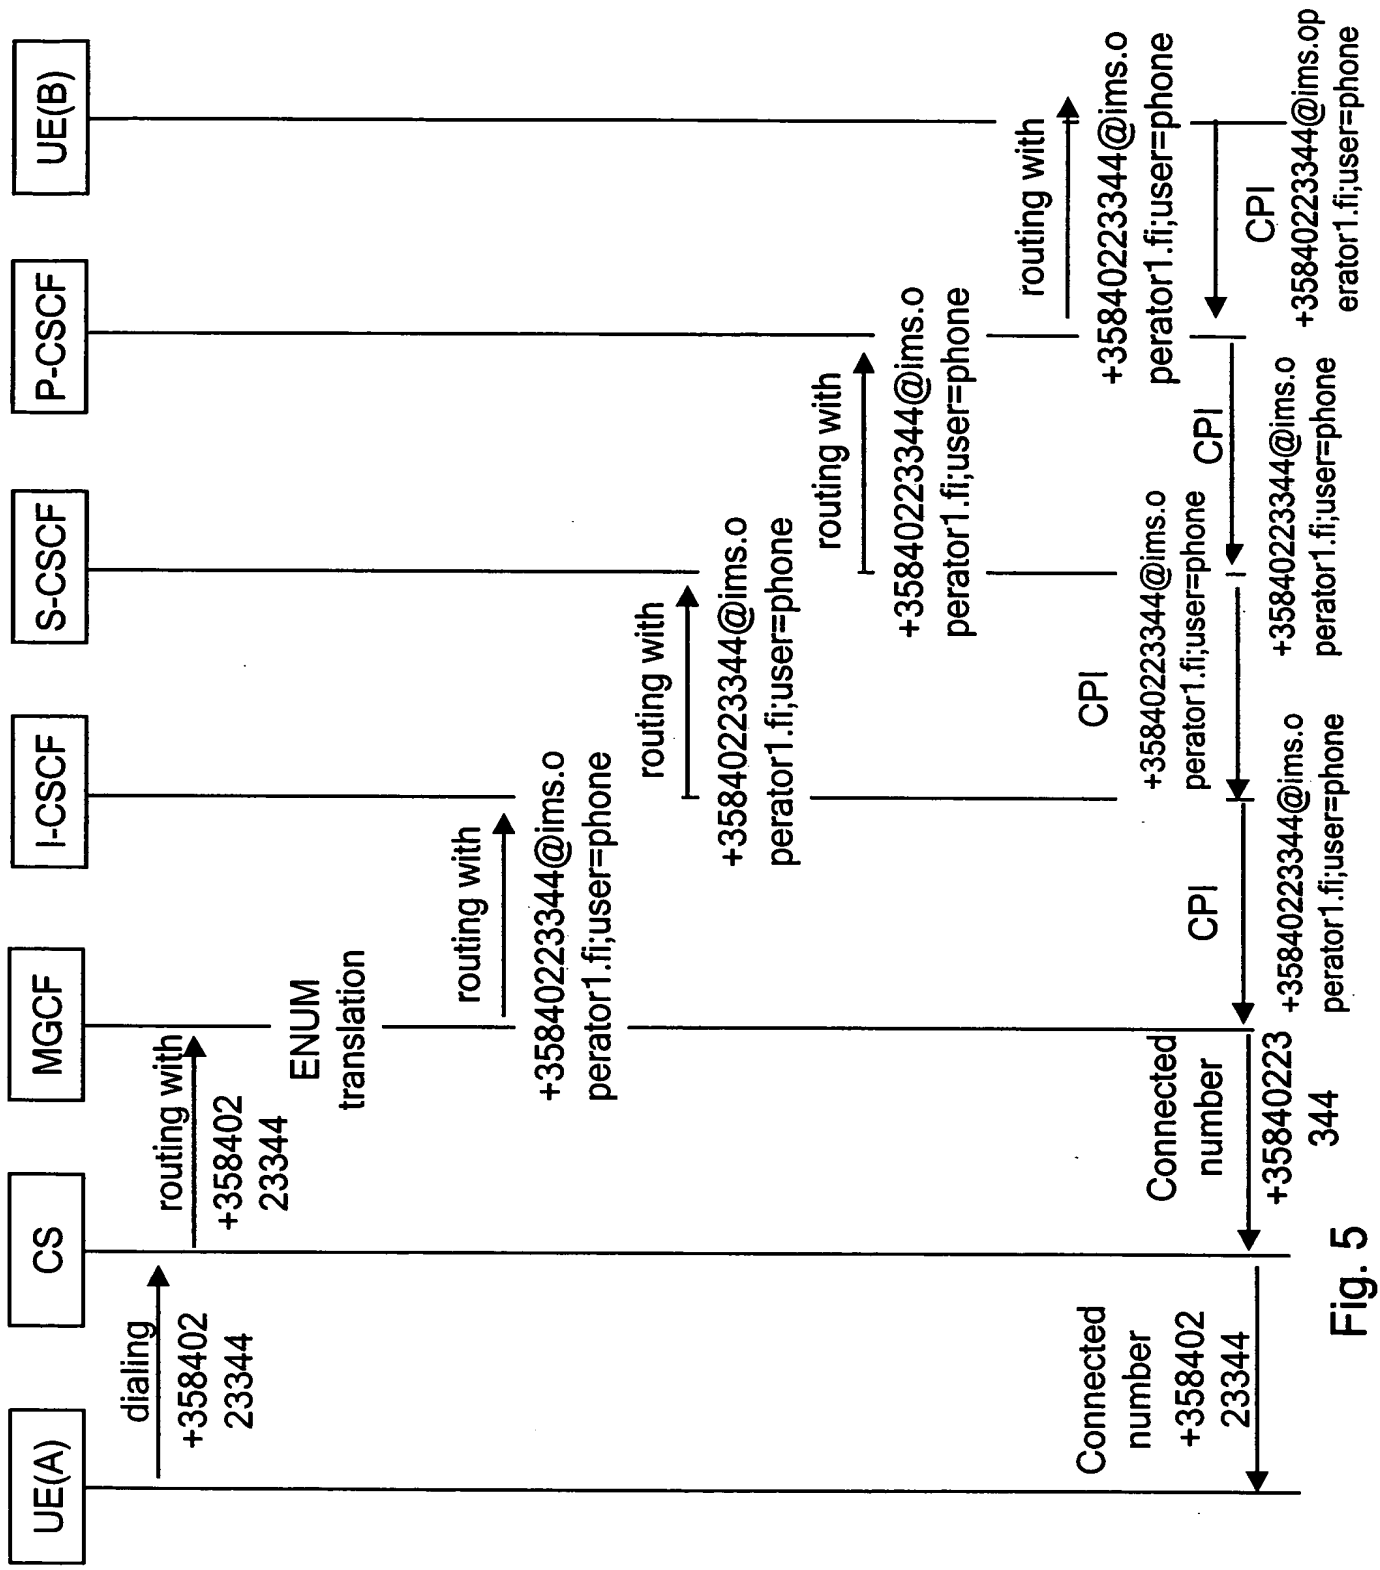 UE(A)
CS
MGCF
I-CSCF
S-CSCF
P-CSCF
UE(B)
dialing
+358402
23344
routing with
+358402
23344
ENUM
translation
routing with
+35840223344@ims.o
perator1.fi;user=phone
routing with
+35840223344@ims.o
perator1.fi;user=phone
routing with
+35840223344@ims.o
perator1.fi;user=phone
routing with
+35840223344@ims.o
perator1.fi;user=phone
CPI
+35840223344@ims.op
erator1.fi;user=phone
CPI
+35840223344@ims.o
perator1.fi;user=phone
CPI
+35840223344@ims.o
perator1.fi;user=phone
CPI
+35840223344@ims.o
perator1.fi;user=phone
Connected
number
+35840223
344
Connected
number
+358402
23344
Fig. 5